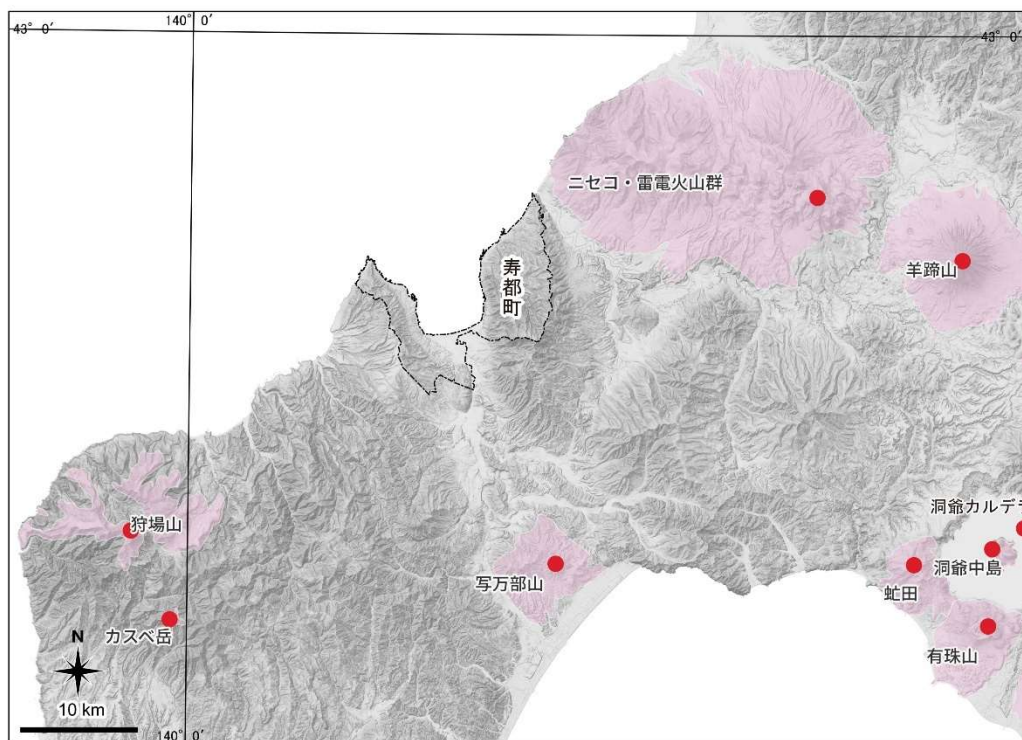 140° 0′
43° 0′
43° 0′
ニセコ・雷電火山群
羊蹄山
寿都町
狩場山
写万部山
洞爺カルデラ
洞爺中島
虻田
カスベ岳
有珠山
N
10 km
140° 0′